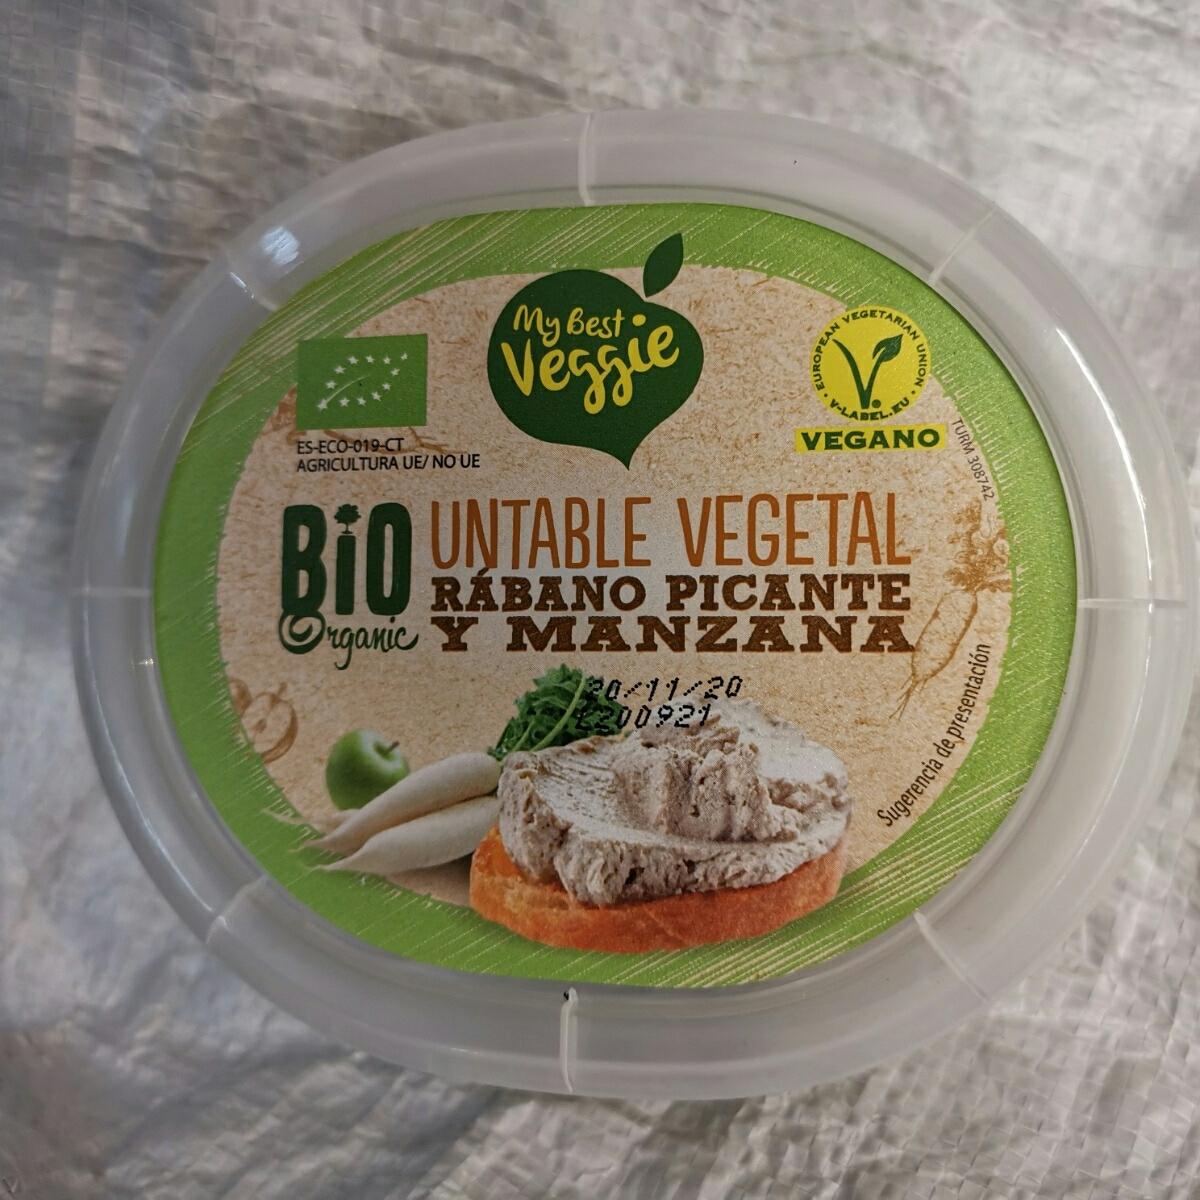 My Best
Veggie
EUROPEAN VEGETARIAN UNION
V-LABEL.EU
VEGANO
ES-ECO-019-CT
AGRICULTURA UE/ NO UE
TURM 308742
BiO
Organic
UNTABLE VEGETAL
RÁBANO PICANTE
Y MANZANA
20/11/20
L200921
Sugerencia de presentación